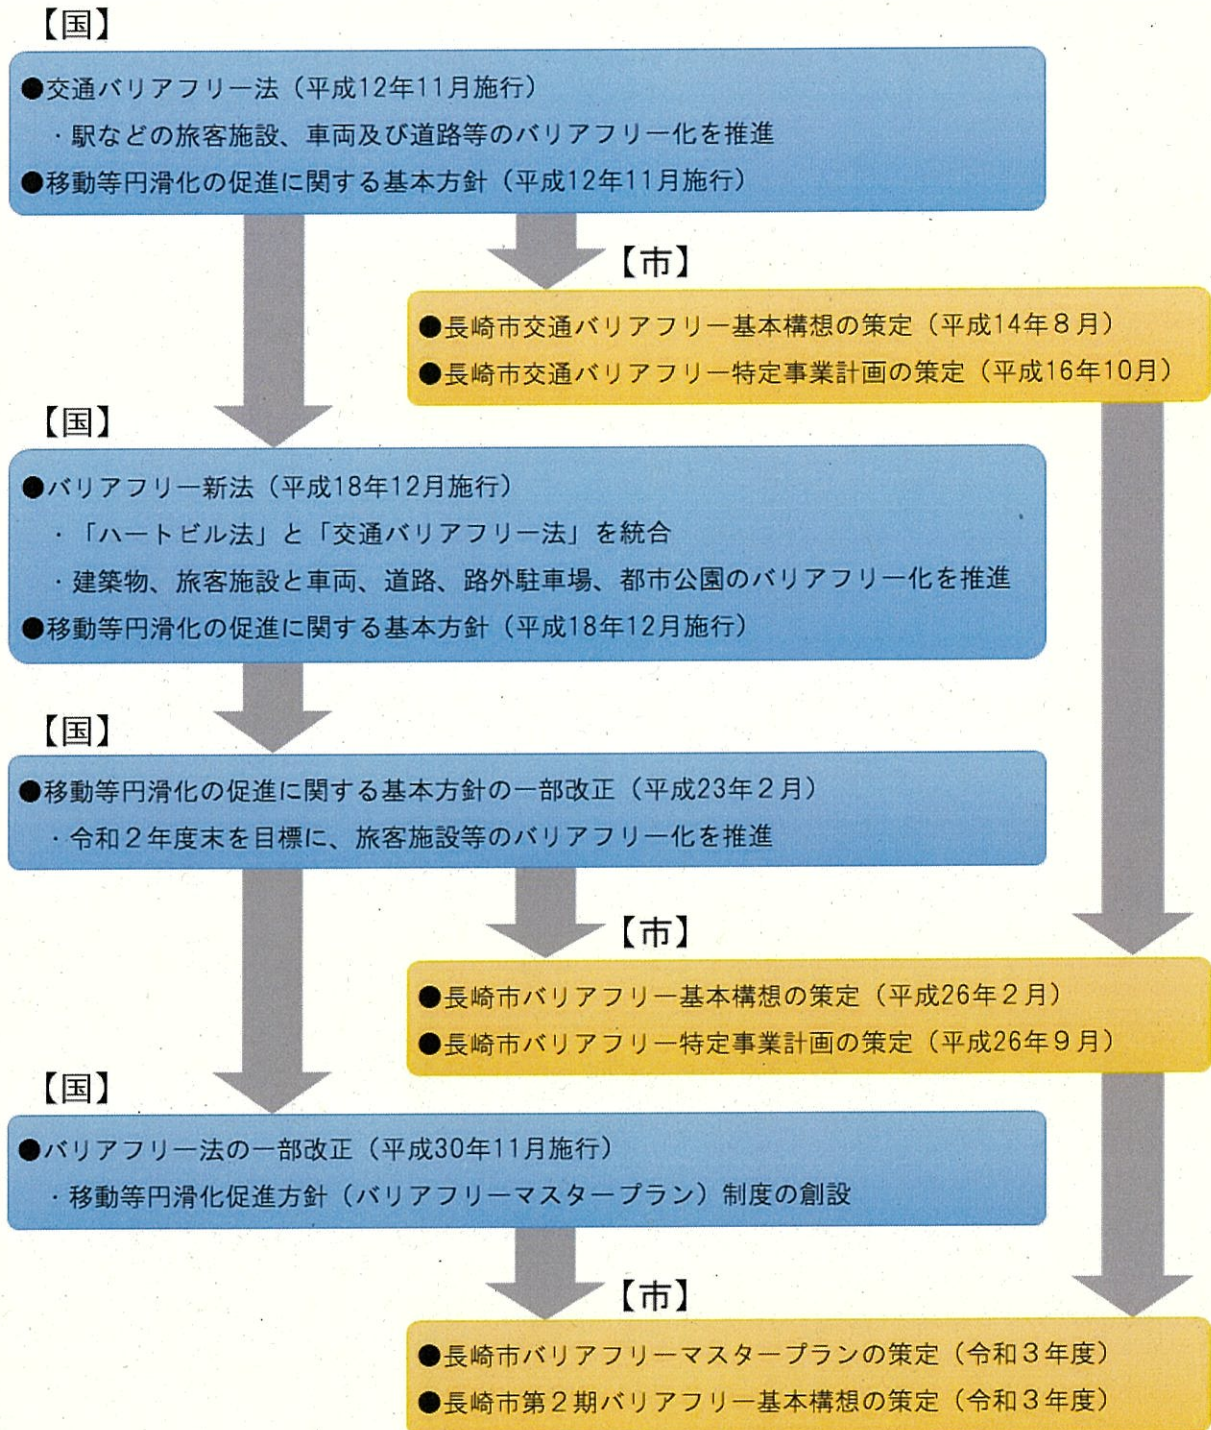 【国】
●交通バリアフリー法（平成12年11月施行）
・駅などの旅客施設、車両及び道路等のバリアフリー化を推進
●移動等円滑化の促進に関する基本方針（平成12年11月施行）
【市】
●長崎市交通バリアフリー基本構想の策定（平成14年８月）
●長崎市交通バリアフリー特定事業計画の策定（平成16年10月）
【国】
●バリアフリー新法（平成18年12月施行）
・「ハートビル法」と「交通バリアフリー法」を統合
・建築物、旅客施設と車両、道路、路外駐車場、都市公園のバリアフリー化を推進
●移動等円滑化の促進に関する基本方針（平成18年12月施行）
【国】
●移動等円滑化の促進に関する基本方針の一部改正（平成23年２月）
・令和２年度末を目標に、旅客施設等のバリアフリー化を推進
【市】
●長崎市バリアフリー基本構想の策定（平成26年２月）
●長崎市バリアフリー特定事業計画の策定（平成26年９月）
【国】
●バリアフリー法の一部改正（平成30年11月施行）
・移動等円滑化促進方針（バリアフリーマスタープラン）制度の創設
【市】
●長崎市バリアフリーマスタープランの策定（令和３年度）
●長崎市第２期バリアフリー基本構想の策定（令和３年度）